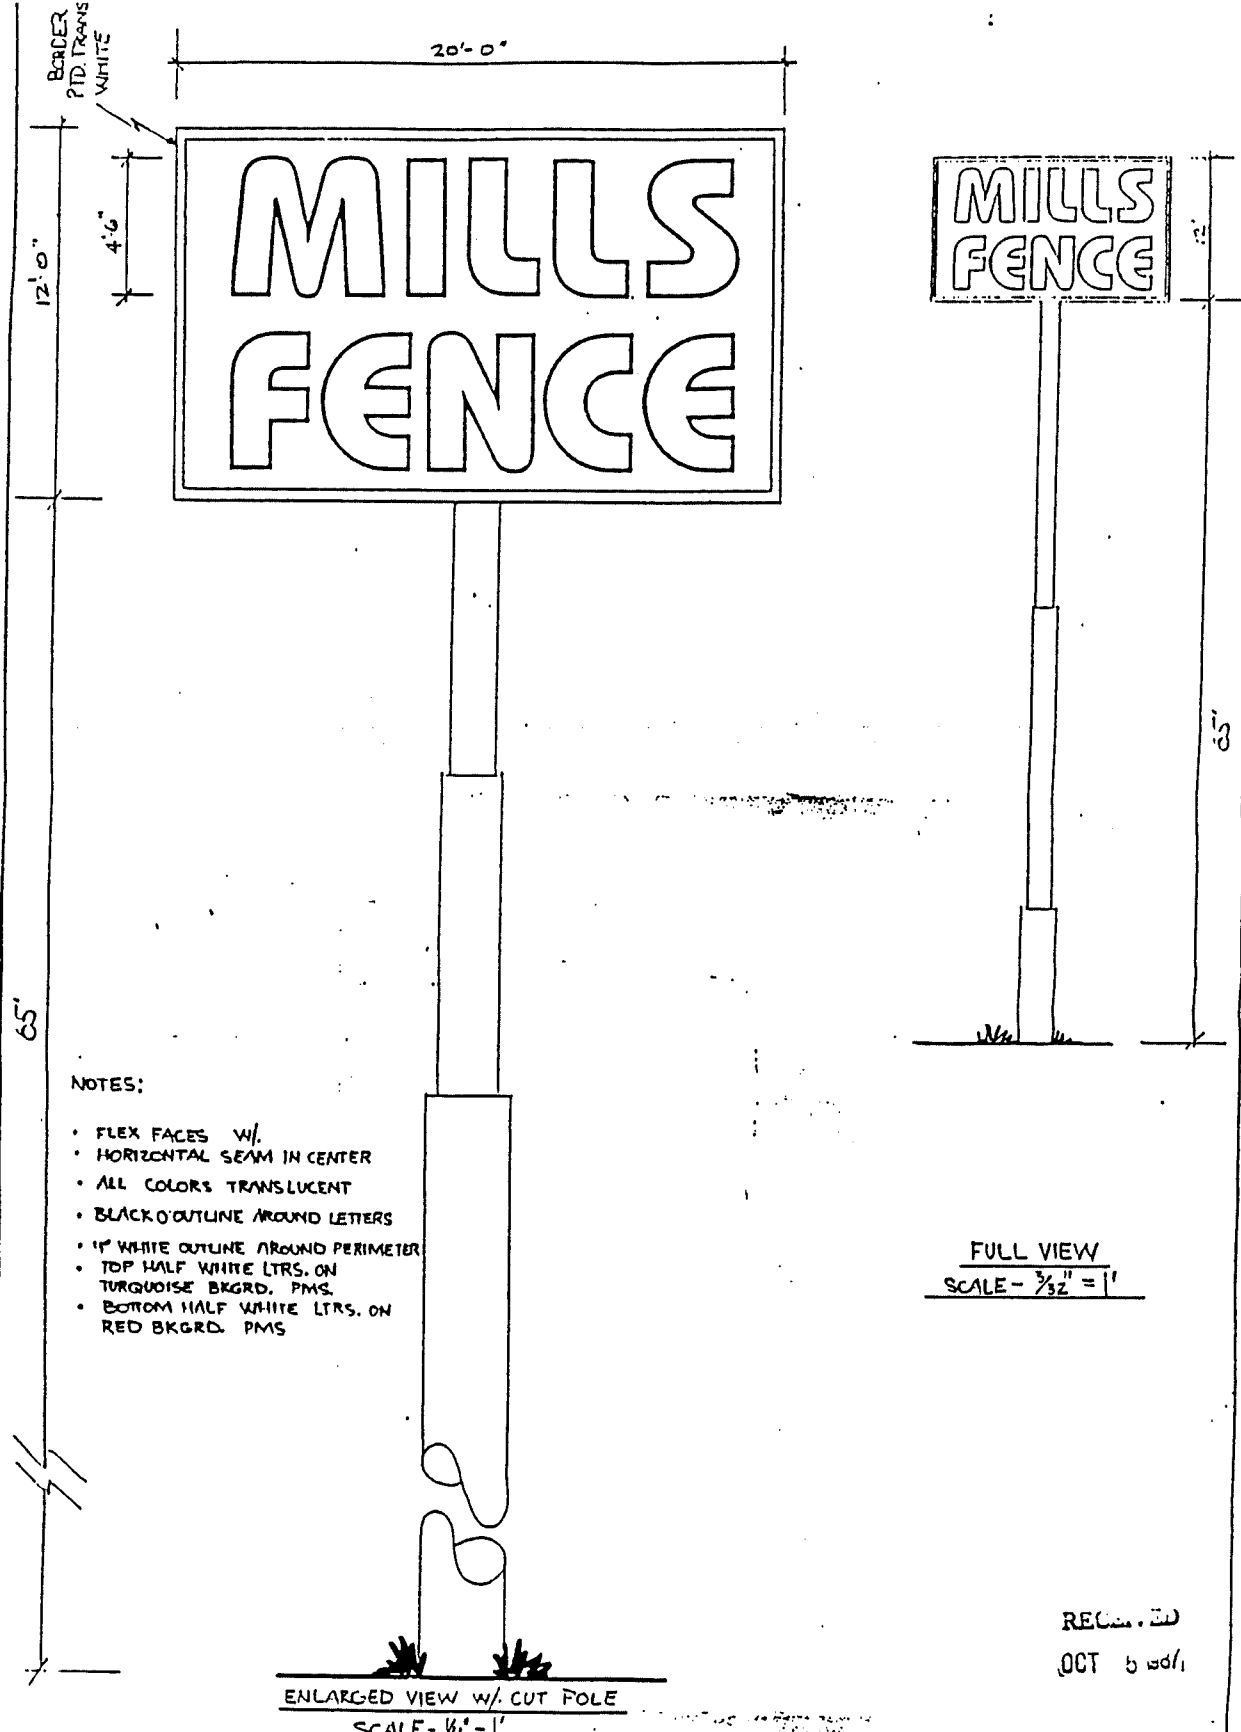 BORDER
PTD. TRANS
WHITE
20'-0"
12'-0"
4'-6"
MILLS
FENCE
MILLS
FENCE
12'
65'
NOTES:
• FLEX FACES W/.
• HORIZONTAL SEAM IN CENTER
• ALL COLORS TRANSLUCENT
• BLACK OUTLINE AROUND LETTERS
• WHITE OUTLINE AROUND PERIMETER
• TOP HALF WHITE LTRS. ON
TURQUOISE BKGRD. PMS.
• BOTTOM HALF WHITE LTRS. ON
RED BKGRD. PMS
FULL VIEW
SCALE - 3/32" = 1'
OCT 5
ENLARGED VIEW W/. CUT POLE
SCALE -